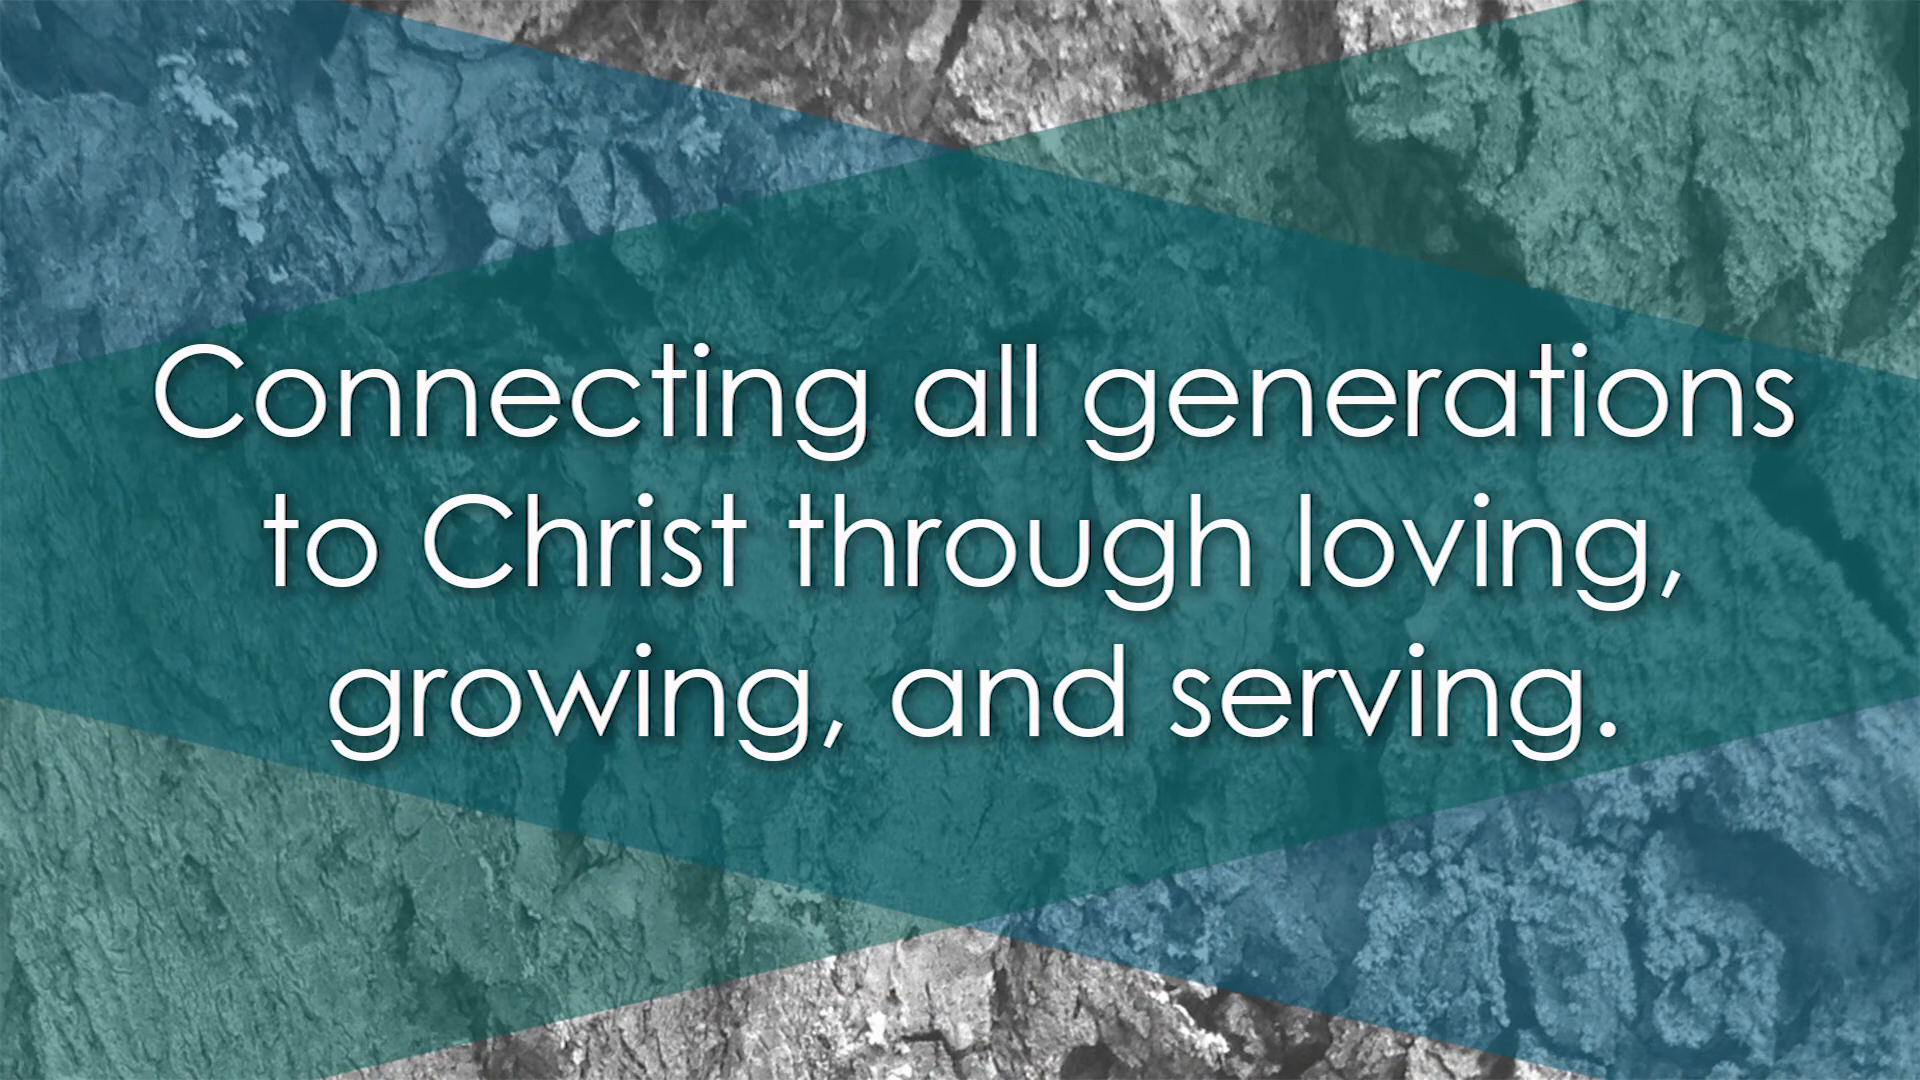 Connecting all generations
to Christ through loving,
growing, and serving.